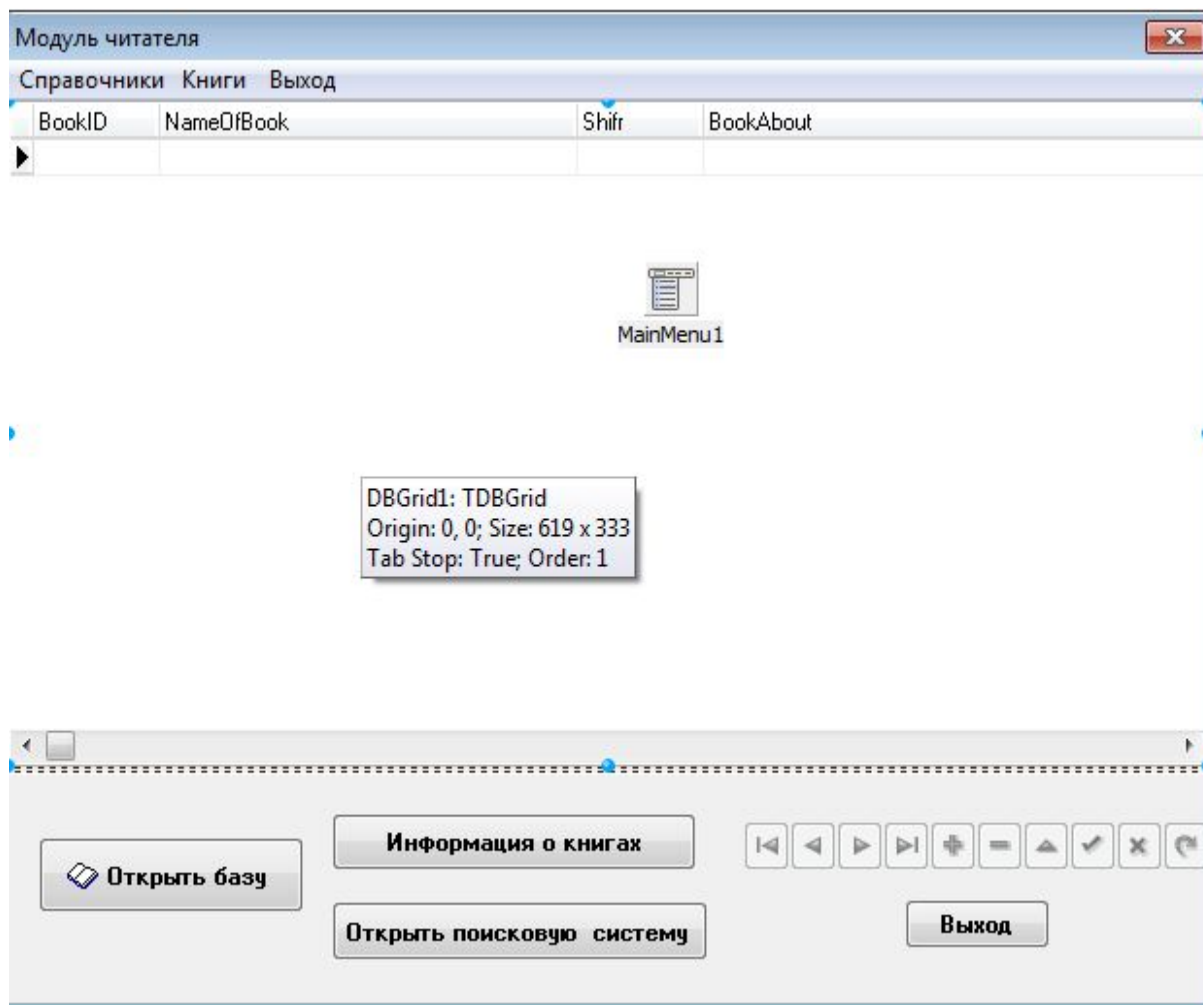 Модуль читателя
Справочники Книги Выход
BookID NameOfBook Shifr BookAbout
MainMenu1
DBGrid1: TDBGrid
Origin: 0, 0; Size: 619 x 333
Tab Stop: True; Order: 1
Информация о книгах
Открыть базу
Открыть поисковую систему
Выход